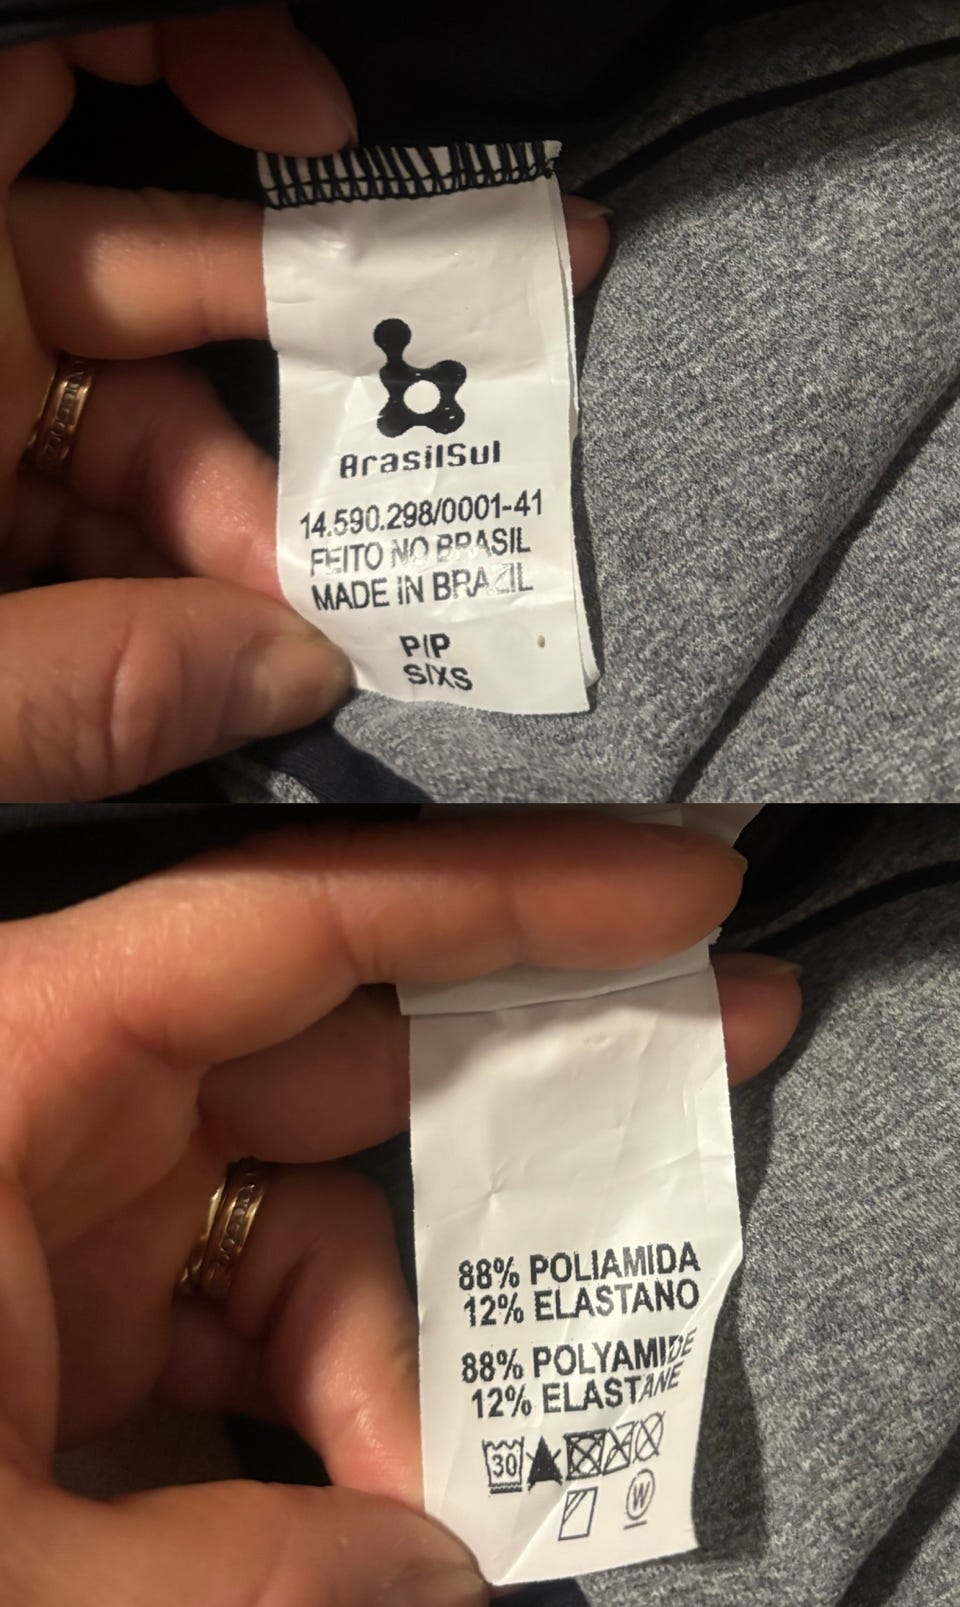 BrasilSul
14.590.298/0001-41
FEITO NO BRASIL
MADE IN BRAZIL
P/P
S/XS
88% POLIAMIDA
12% ELASTANO
88% POLYAMIDE
12% ELASTANE
30
W